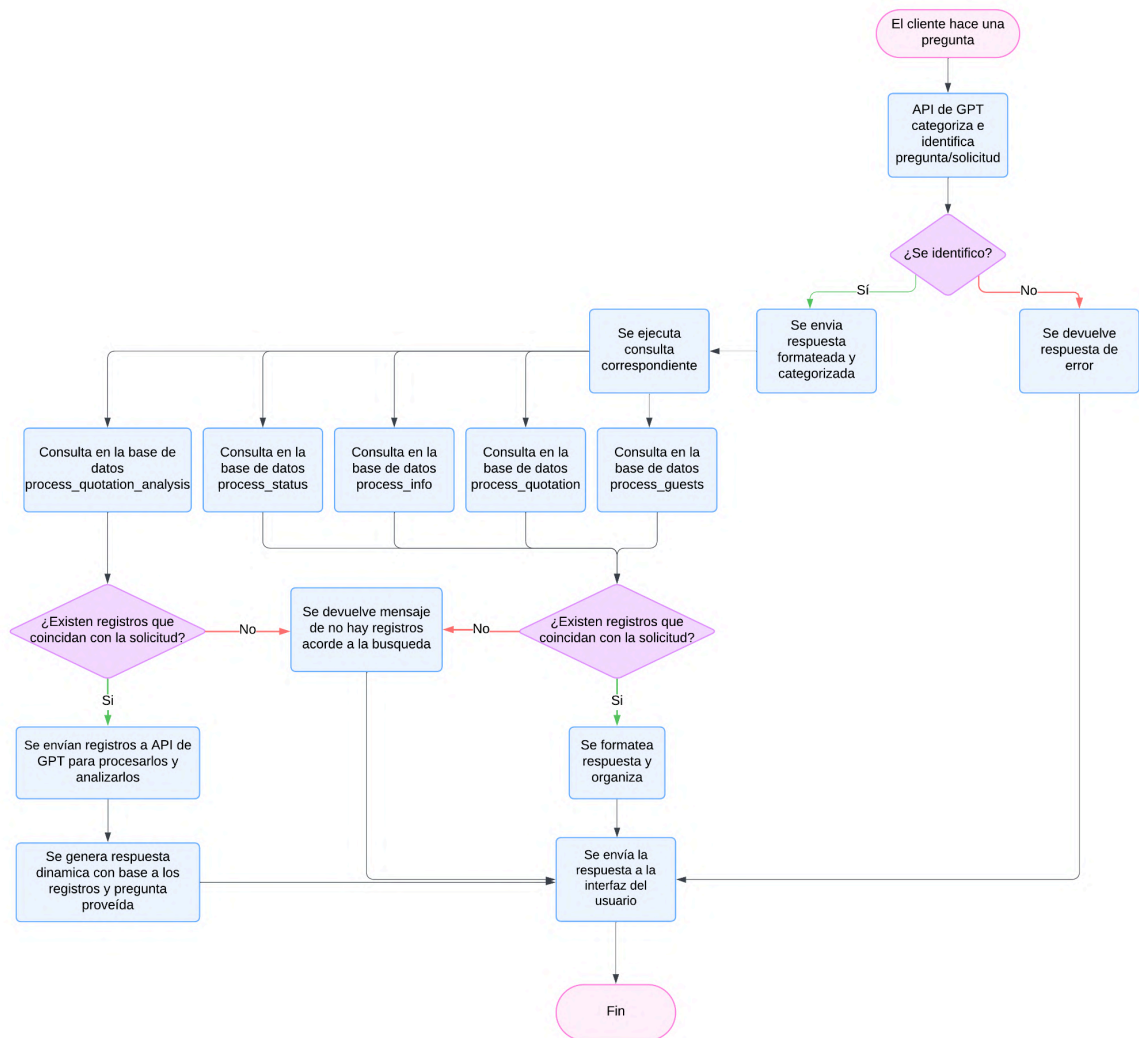 El cliente hace una
pregunta
API de GPT
categoriza e
identifica
pregunta/solicitud
¿Se identifico?
Sí
No
Se ejecuta
consulta
correspondiente
Se envia
respuesta
formateada y
categorizada
Se devuelve
respuesta de
error
Consulta en la base de
datos
process_quotation_analysis
Consulta en la
base de datos
process_status
Consulta en la
base de datos
process_info
Consulta en la
base de datos
process_quotation
Consulta en la
base de datos
process_guests
¿Existen registros que
coincidan con la solicitud?
No
Se devuelve mensaje
de no hay registros
acorde a la busqueda
No
¿Existen registros que
coincidan con la solicitud?
Si
Si
Se envían registros a API de
GPT para procesarlos y
analizarlos
Se formatea
respuesta y
organiza
Se genera respuesta
dinamica con base a los
registros y pregunta
proveída
Se envía la
respuesta a la
interfaz del
usuario
Fin